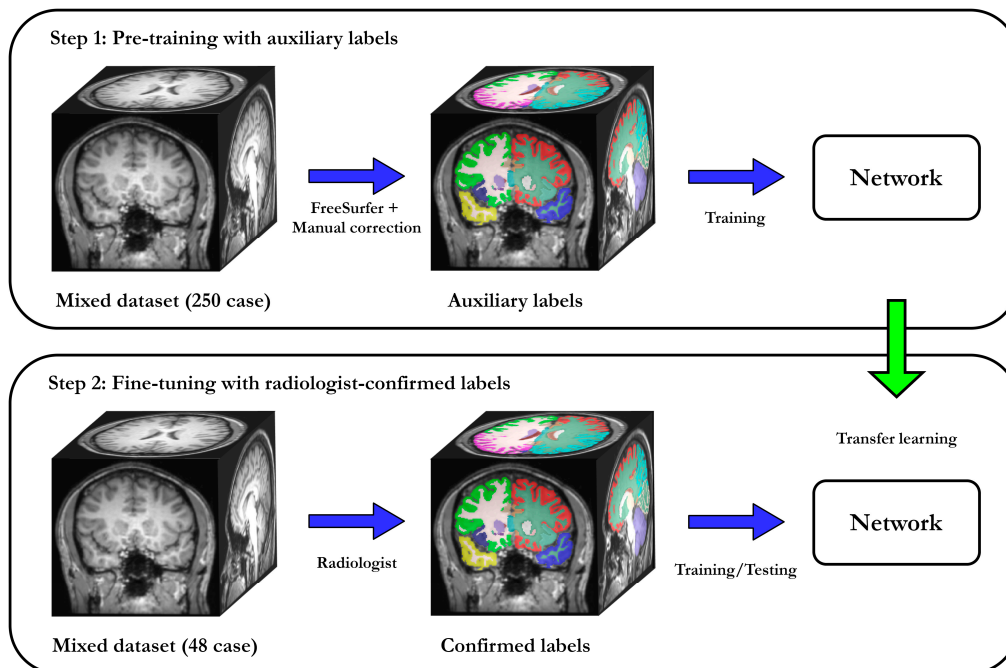 Step 1: Pre-training with auxiliary labels
FreeSurfer +
Manual correction
Training
Network
Mixed dataset (250 case)
Auxiliary labels
Step 2: Fine-tuning with radiologist-confirmed labels
Transfer learning
Radiologist
Training/Testing
Network
Mixed dataset (48 case)
Confirmed labels